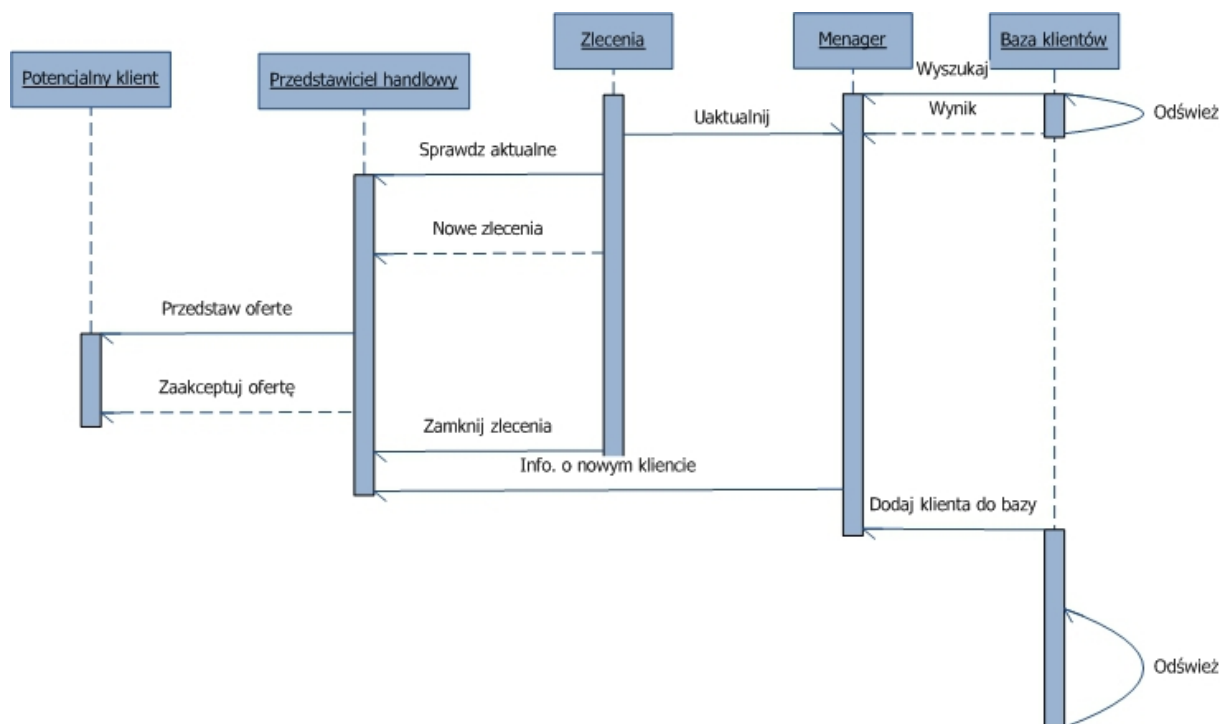 Zlecenia
Menager
Baza klientów
Potencjalny klient
Przedstawiciel handlowy
Wyszukaj
Wynik
Odśwież
Uaktualnij
Sprawdz aktualne
Nowe zlecenia
Przedstaw oferte
Zaakceptuj ofertę
Zamknij zlecenia
Info. o nowym kliencie
Dodaj klienta do bazy
Odśwież